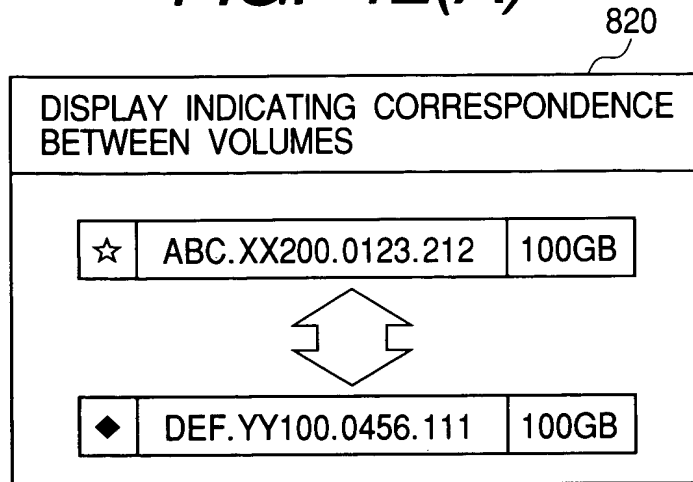 820
DISPLAY INDICATING CORRESPONDENCE
BETWEEN VOLUMES
☆ ABC.XX200.0123.212 100GB
◆ DEF.YY100.0456.111 100GB